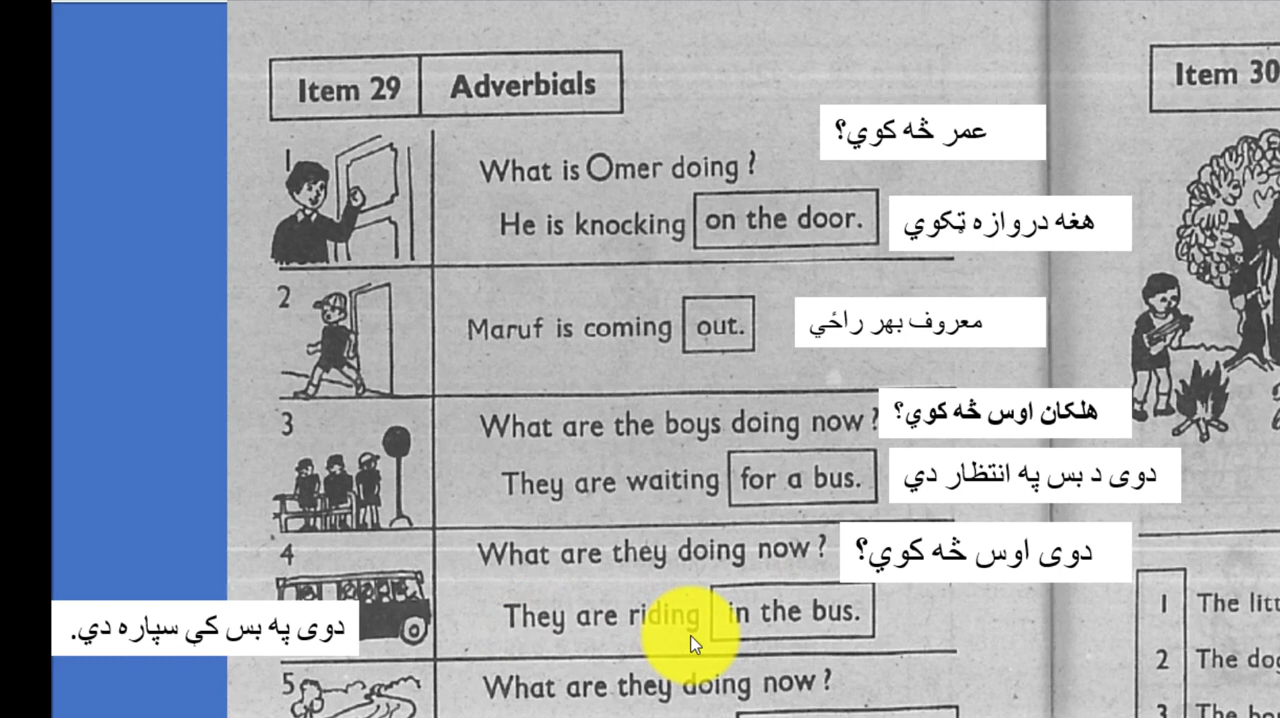 Item 29 Adverbials
Item 30
عمر څه کوي؟
1 What is Omer doing?
He is knocking on the door. هغه دروازه ټکوي
2 Maruf is coming out. معروف بهر راځي
3 What are the boys doing now? هلکان اوس څه کوي؟
They are waiting for a bus. دوی د بس په انتظار دي
4 What are they doing now? دوی اوس څه کوي؟
They are riding in the bus.
دوی په بس کې سپاره دي.
5 What are they doing now?
1 The
2 The
3 The